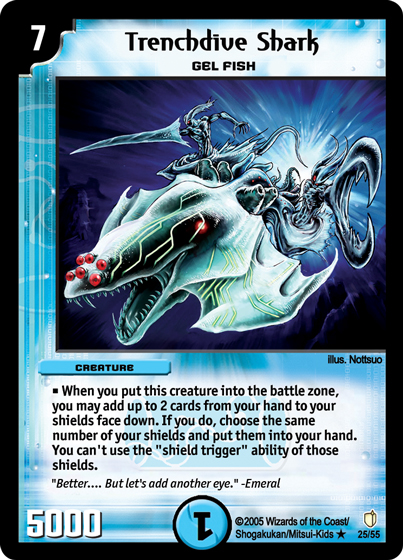 7
Trenchdive Shark
GEL FISH
illus. Nottsuo
CREATURE
▪ When you put this creature into the battle zone,
you may add up to 2 cards from your hand to your
shields face down. If you do, choose the same
number of your shields and put them into your hand.
You can't use the "shield trigger" ability of
those shields.
"Better.... But let's add another eye." -Emeral
5000
©2005 Wizards of the Coast/
Shogakukan/Mitsui-Kids ★ 25/55